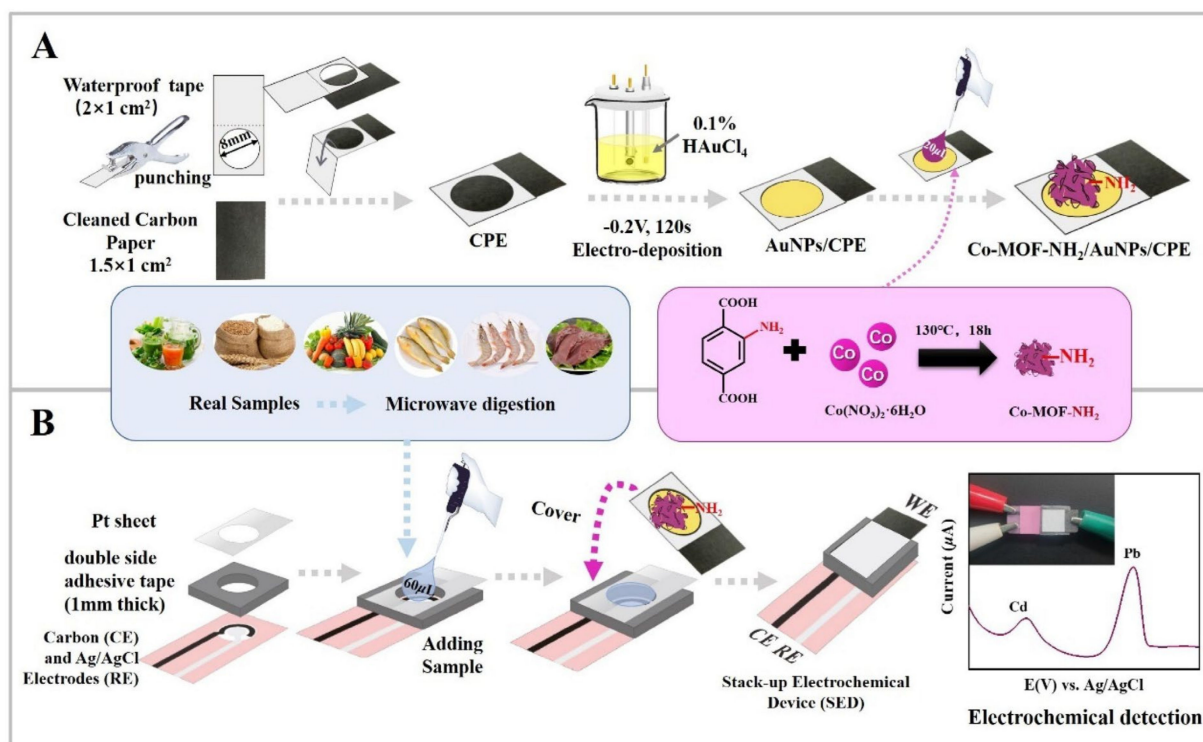 A
Waterproof tape
(2×1 cm²)
8mm
punching
Cleaned Carbon
Paper
1.5×1 cm²
CPE
0.1%
HAuCl₄
-0.2V, 120s
Electro-deposition
AuNPs/CPE
20μL
NH₂
Co-MOF-NH₂/AuNPs/CPE
Real Samples
Microwave digestion
COOH
NH₂
COOH
Co
Co
Co
Co(NO₃)₂·6H₂O
130℃, 18h
NH₂
Co-MOF-NH₂
B
Pt sheet
double side
adhesive tape
(1mm thick)
Carbon (CE)
and Ag/AgCl
Electrodes (RE)
60μL
Adding
Sample
Cover
NH₂
WE
CE RE
Stack-up Electrochemical
Device (SED)
Current (μA)
Cd
Pb
E(V) vs. Ag/AgCl
Electrochemical detection